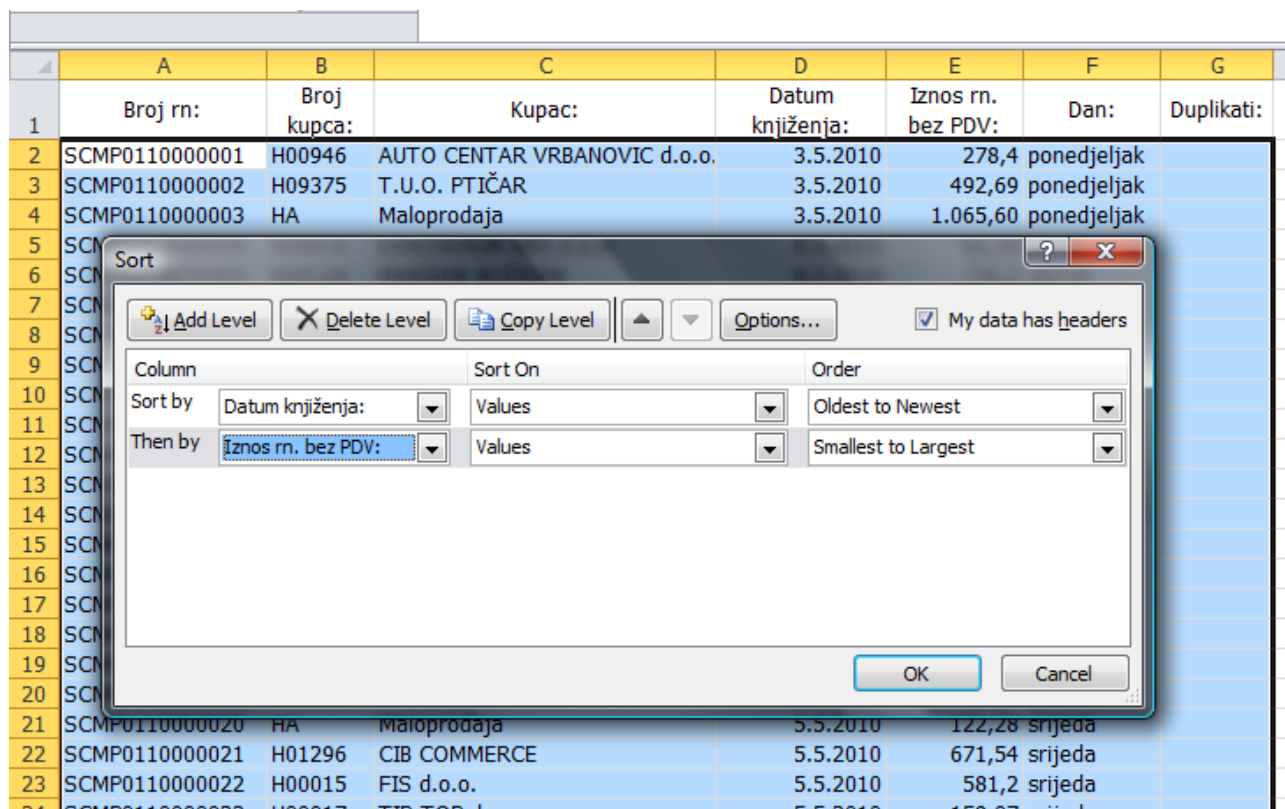 A B C D E F G
1 Broj rn: Broj kupca: Kupac: Datum knjiženja: Iznos rn. bez PDV: Dan: Duplikati:
2 SCMP0110000001 H00946 AUTO CENTAR VRBANOVIC d.o.o. 3.5.2010 278,4 ponedjeljak
3 SCMP0110000002 H09375 T.U.O. PTIČAR 3.5.2010 492,69 ponedjeljak
4 SCMP0110000003 HA Maloprodaja 3.5.2010 1.065,60 ponedjeljak
5
6
7
8
9
10
11
12
13
14
15
16
17
18
19
20
Sort
Add Level Delete Level Copy Level Options... My data has headers
Column Sort On Order
Sort by Datum knjiženja: Values Oldest to Newest
Then by Iznos rn. bez PDV: Values Smallest to Largest
OK Cancel
21 SCMP0110000020 HA Maloprodaja 5.5.2010 122,28 srijeda
22 SCMP0110000021 H01296 CIB COMMERCE 5.5.2010 671,54 srijeda
23 SCMP0110000022 H00015 FIS d.o.o. 5.5.2010 581,2 srijeda